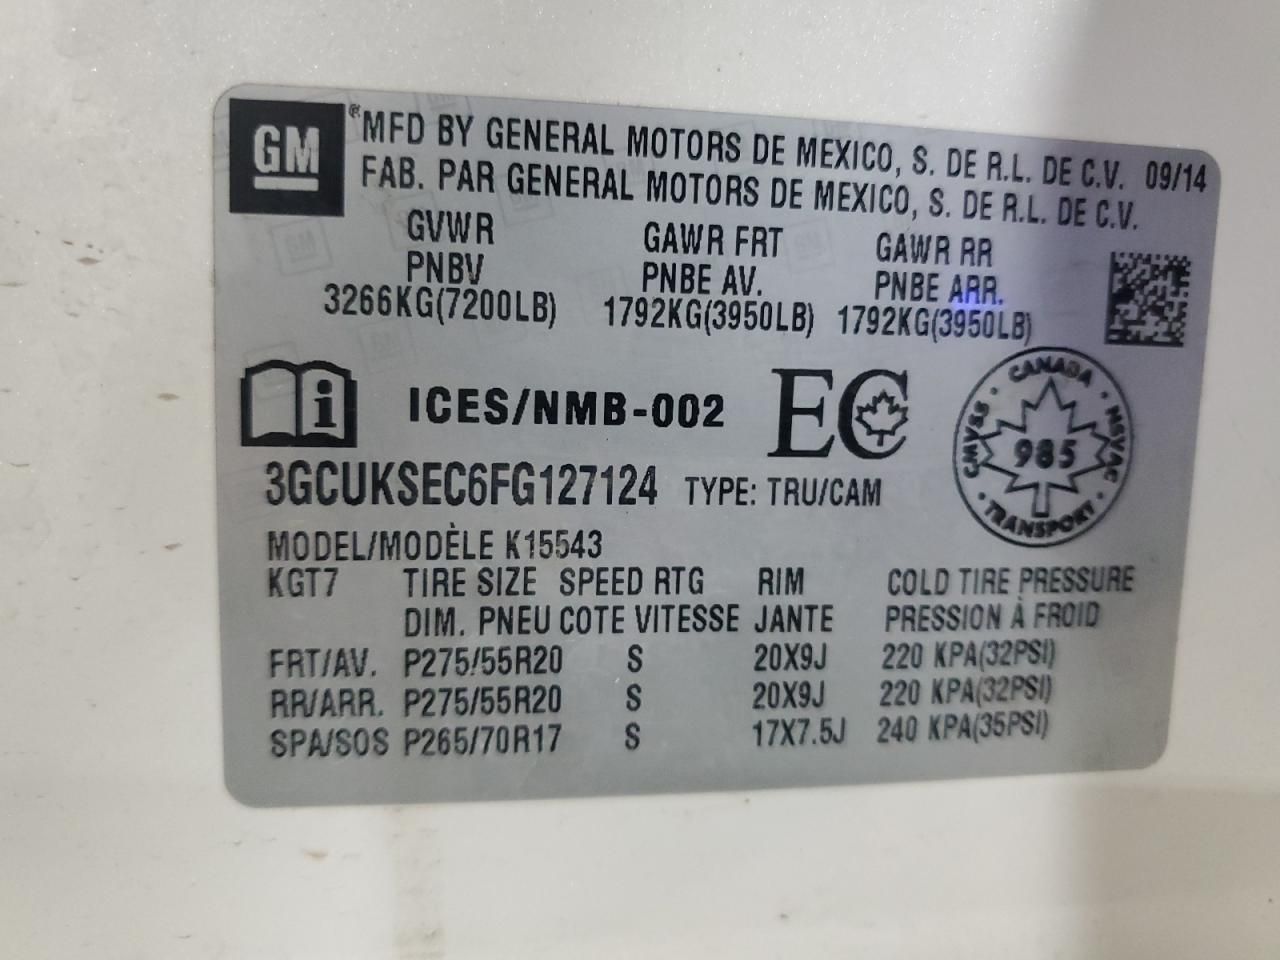 GM
®MFD BY GENERAL MOTORS DE MEXICO, S. DE R.L. DE C.V. 09/14
FAB. PAR GENERAL MOTORS DE MEXICO, S. DE R.L. DE C.V.
GVWR GAWR FRT GAWR RR
PNBV PNBE AV. PNBE ARR.
3266KG(7200LB) 1792KG(3950LB) 1792KG(3950LB)
i ICES/NMB-002 EC
CANADA
CMVSS · NSVAC
985
TRANSPORT
3GCUKSEC6FG127124 TYPE: TRU/CAM
MODEL/MODÈLE K15543
KGT7 TIRE SIZE SPEED RTG RIM COLD TIRE PRESSURE
DIM. PNEU COTE VITESSE JANTE PRESSION À FROID
FRT/AV. P275/55R20 S 20X9J 220 KPA(32PSI)
RR/ARR. P275/55R20 S 20X9J 220 KPA(32PSI)
SPA/SOS P265/70R17 S 17X7.5J 240 KPA(35PSI)